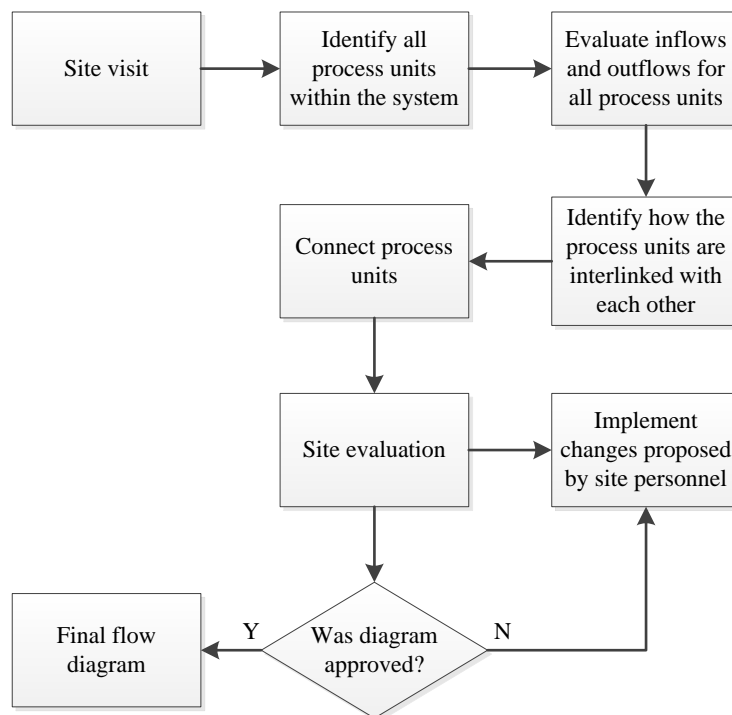 Site visit
Identify all
process units
within the system
Evaluate inflows
and outflows for
all process units
Connect process
units
Identify how the
process units are
interlinked with
each other
Site evaluation
Implement
changes proposed
by site personnel
Final flow
diagram
Y
Was diagram
approved?
N